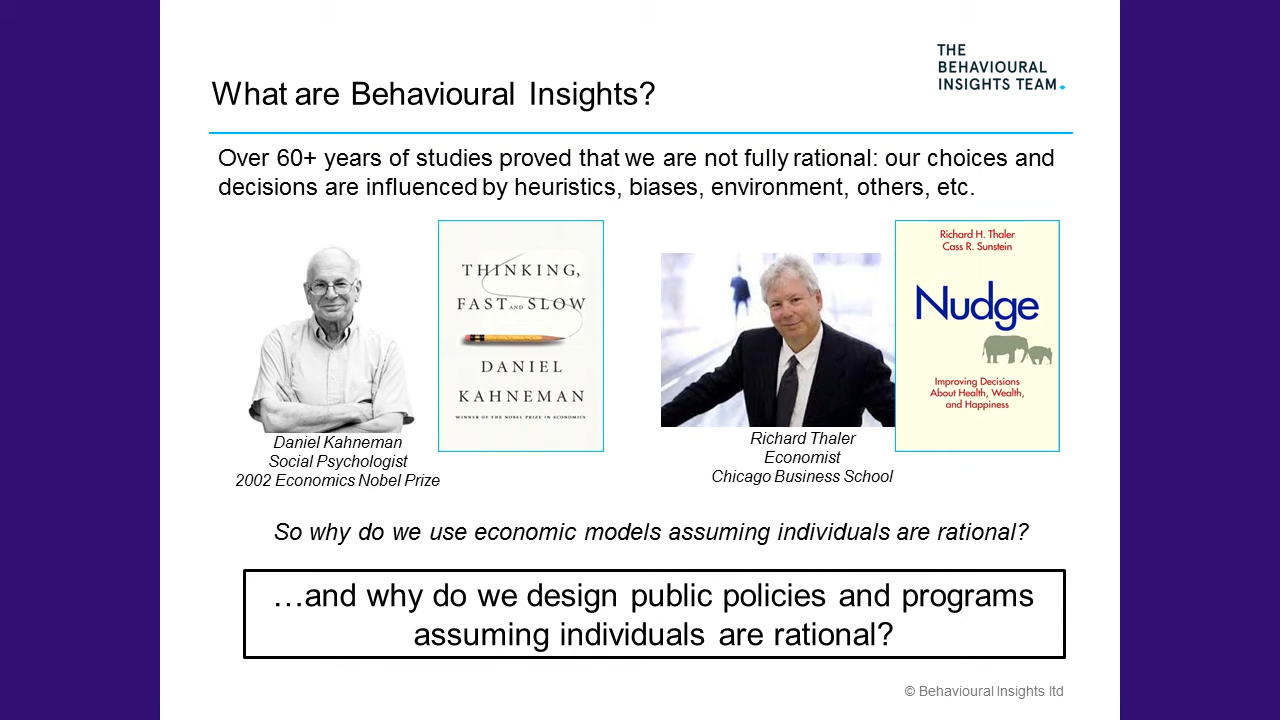 THE
BEHAVIOURAL
INSIGHTS TEAM.
What are Behavioural Insights?
Over 60+ years of studies proved that we are not fully rational: our choices and
decisions are influenced by heuristics, biases, environment, others, etc.
THINKING,
FAST AND SLOW
DANIEL
KAHNEMAN
WINNER OF THE NOBEL PRIZE IN ECONOMICS
Daniel Kahneman
Social Psychologist
2002 Economics Nobel Prize
Richard H. Thaler
Cass R. Sunstein
Nudge
Improving Decisions
About Health, Wealth,
and Happiness
Richard Thaler
Economist
Chicago Business School
So why do we use economic models assuming individuals are rational?
…and why do we design public policies and programs
assuming individuals are rational?
© Behavioural Insights ltd